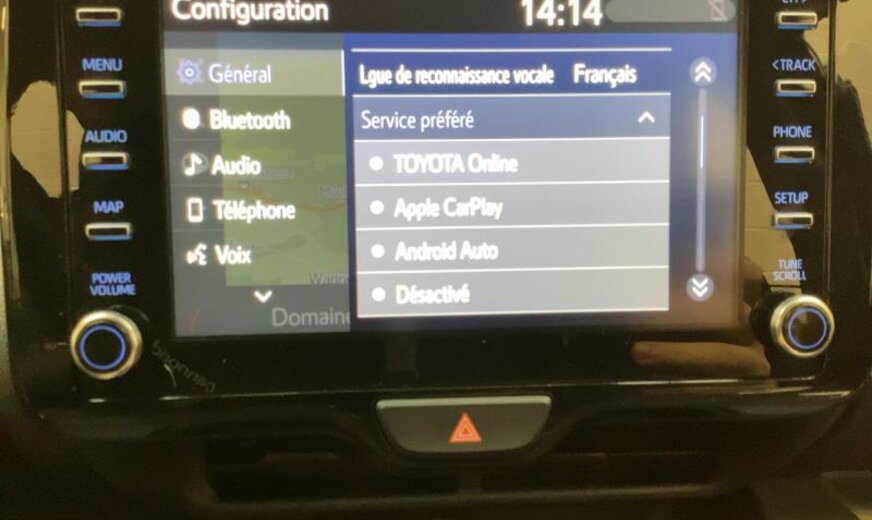 Configuration
14:14
MENU
AUDIO
MAP
POWER
VOLUME
Général
Bluetooth
Audio
Téléphone
Voix
Domaine
Lgue de reconnaissance vocale Français
Service préféré
TOYOTA Online
Apple CarPlay
Android Auto
Désactivé
<TRACK
PHONE
SETUP
TUNE
SCROLL